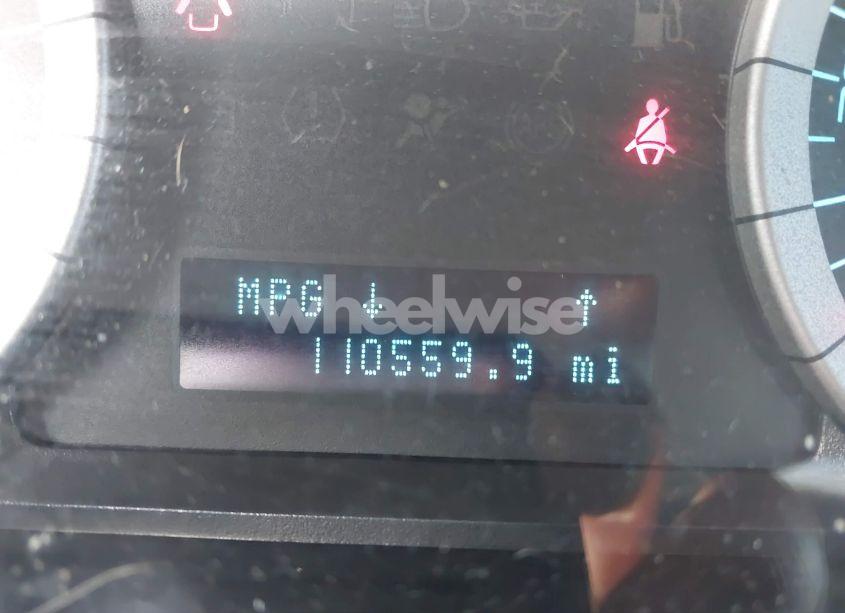 MPG ↓ ↑
wheelwise
110559.9 mi